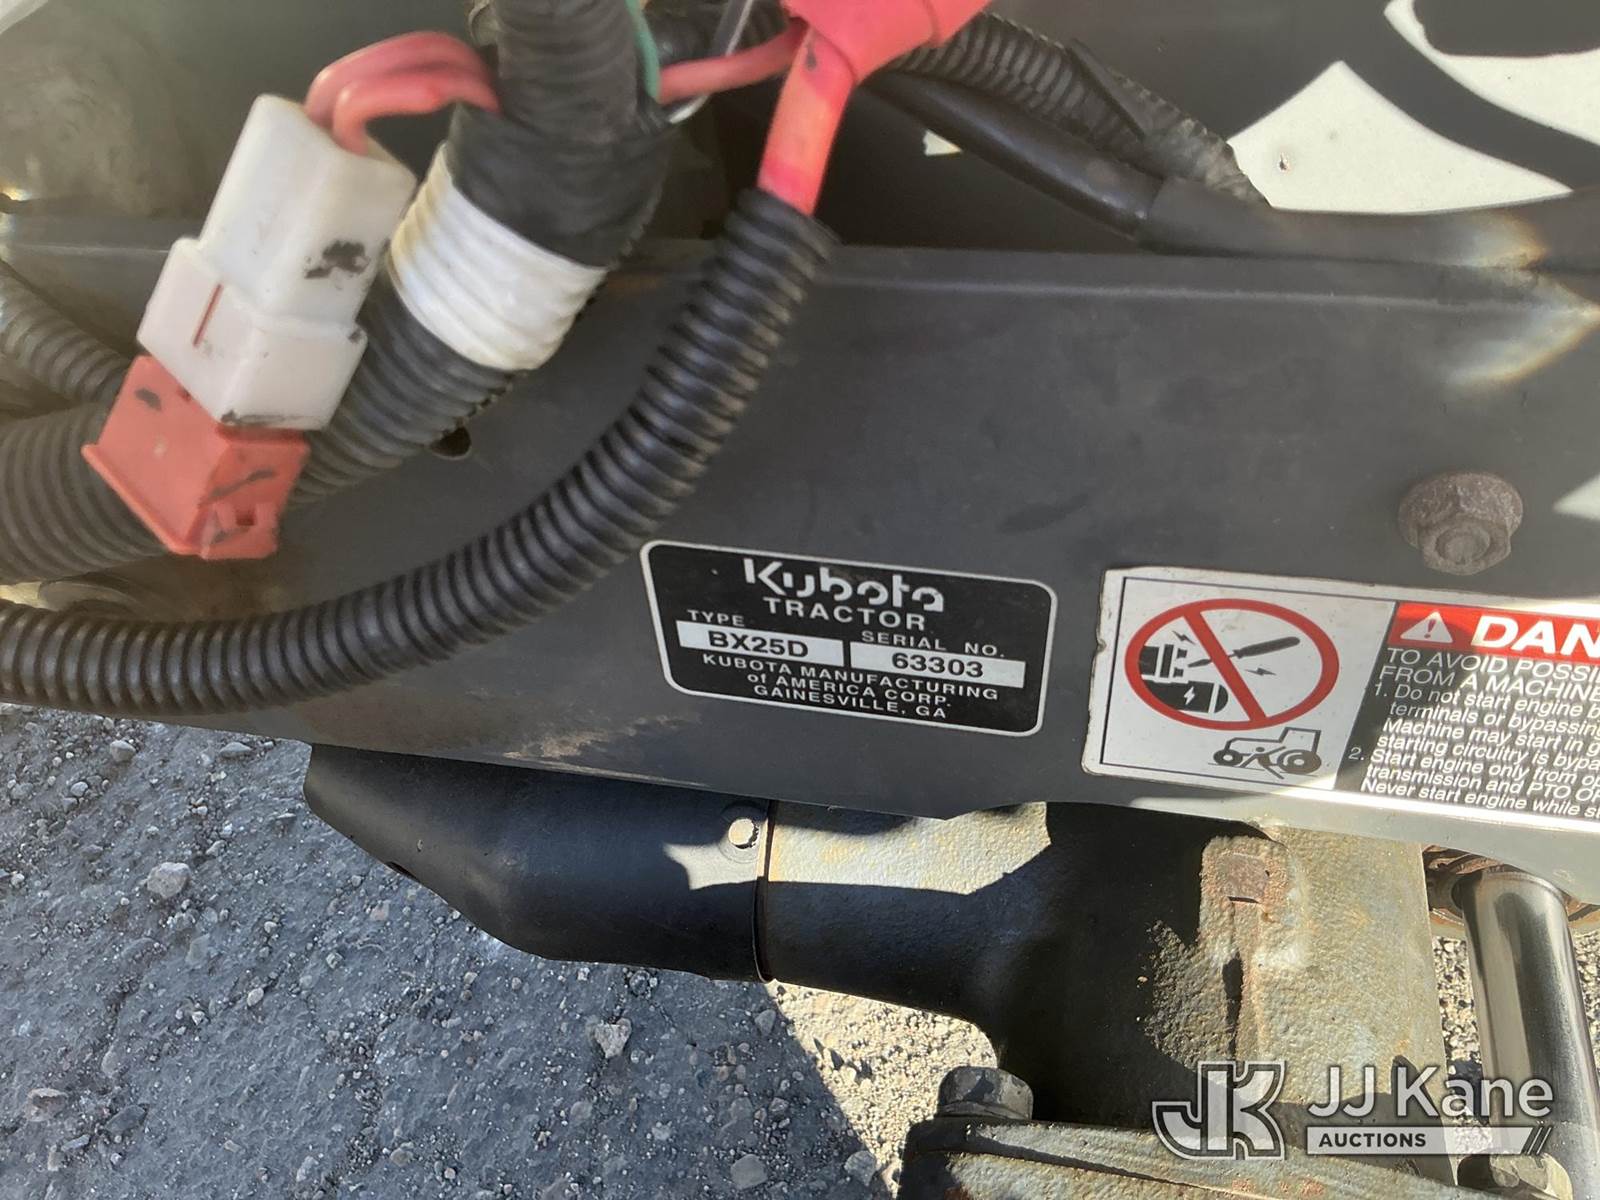 Kubota
TRACTOR
TYPE SERIAL NO.
BX25D 63303
KUBOTA MANUFACTURING
of AMERICA CORP.
GAINESVILLE, GA
DAN
TO AVOID POSSI
FROM A MACHINE
1. Do not start engine b
terminals or bypassing
Machine may start in g
starting circuitry is bypa
2. Start engine only from op
transmission and PTO OF
Never start engine while s
JK JJ Kane
AUCTIONS